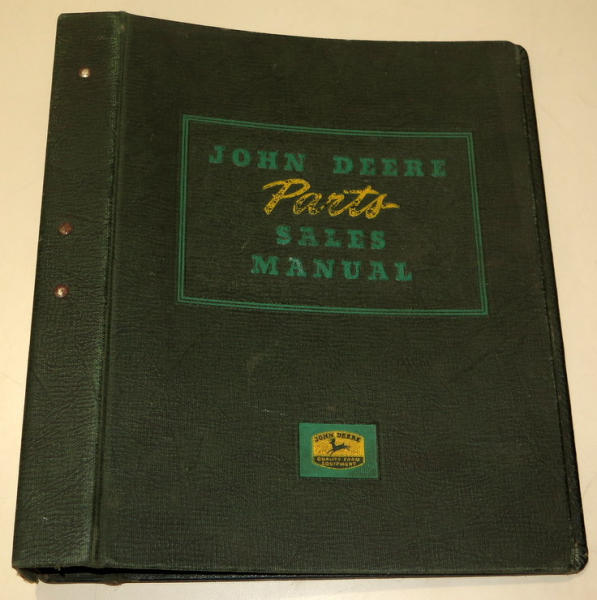 JOHN DEERE
Parts
SALES
MANUAL
JOHN DEERE
QUALITY FARM
EQUIPMENT